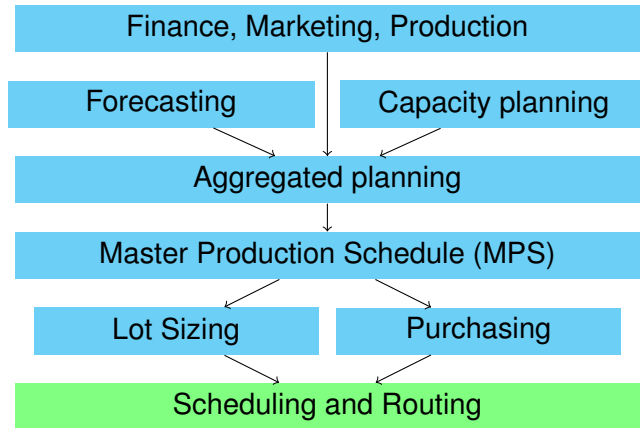 Finance, Marketing, Production
Forecasting
Capacity planning
Aggregated planning
Master Production Schedule (MPS)
Lot Sizing
Purchasing
Scheduling and Routing